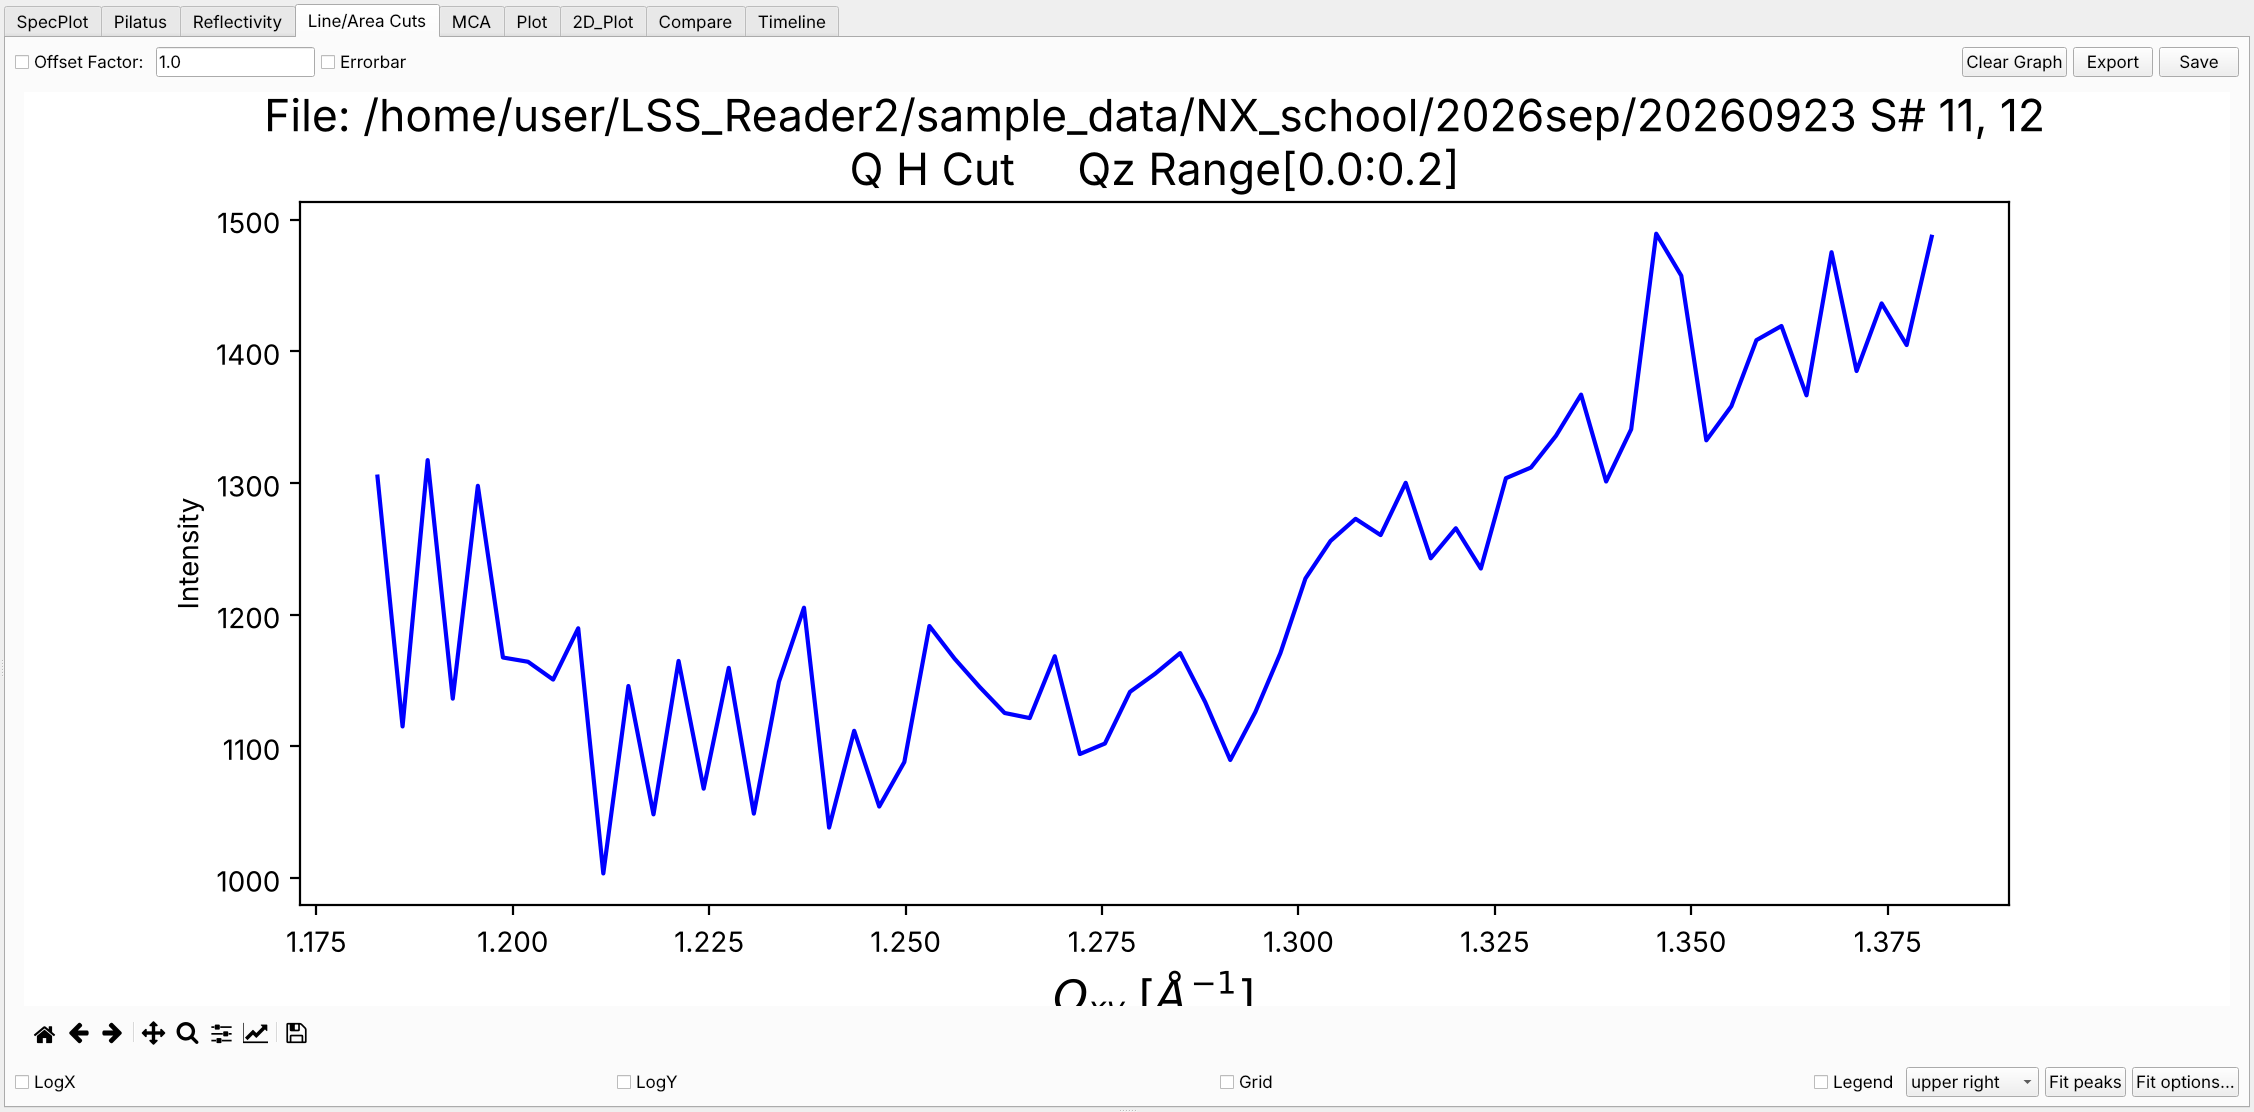 SpecPlot Pilatus Reflectivity Line/Area Cuts MCA Plot 2D_Plot Compare Timeline
Offset Factor: 1.0 Errorbar Clear Graph Export Save
File: /home/user/LSS_Reader2/sample_data/NX_school/2026sep/20260923 S# 11, 12
Q H Cut Qz Range[0.0:0.2]
1500
1400
1300
1200
1100
1000
Intensity
1.175 1.200 1.225 1.250 1.275 1.300 1.325 1.350 1.375
Qxy [Å−1]
LogX LogY Grid Legend upper right Fit peaks Fit options...